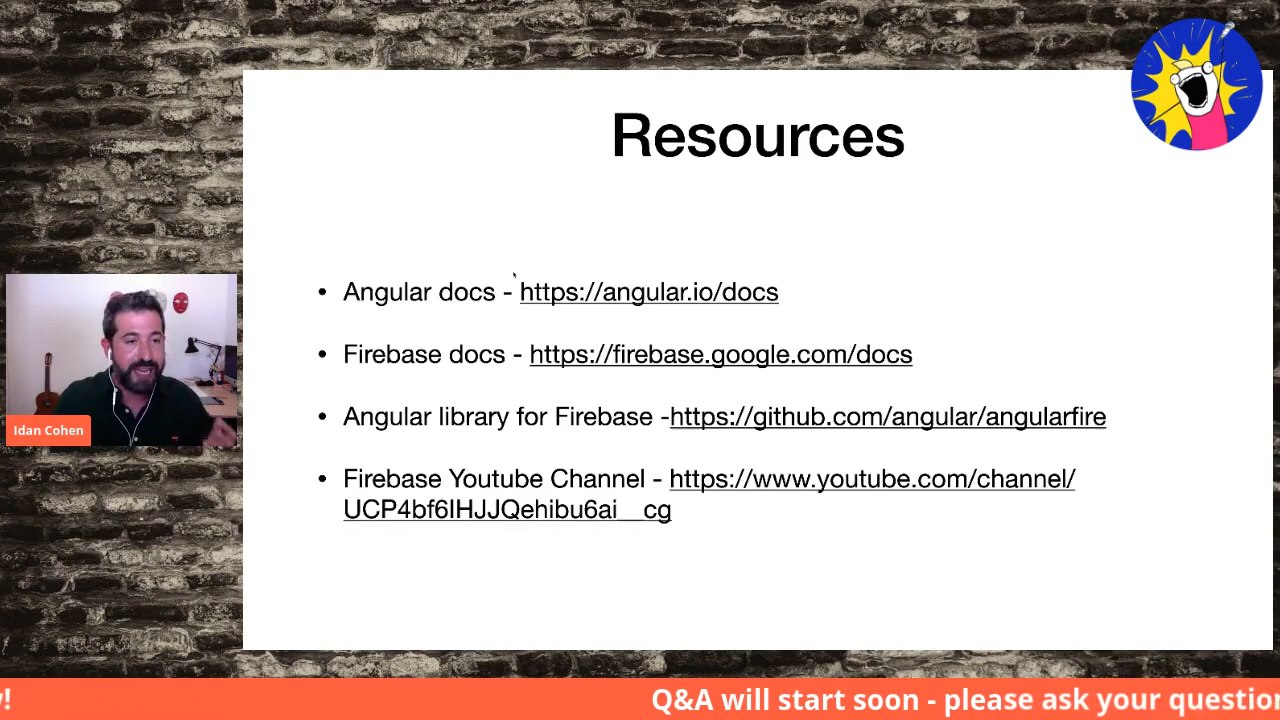 Resources
• Angular docs - https://angular.io/docs
• Firebase docs - https://firebase.google.com/docs
• Angular library for Firebase -https://github.com/angular/angularfire
• Firebase Youtube Channel - https://www.youtube.com/channel/
UCP4bf6IHJJQehibu6ai__cg
Idan Cohen
Q&A will start soon - please ask your question